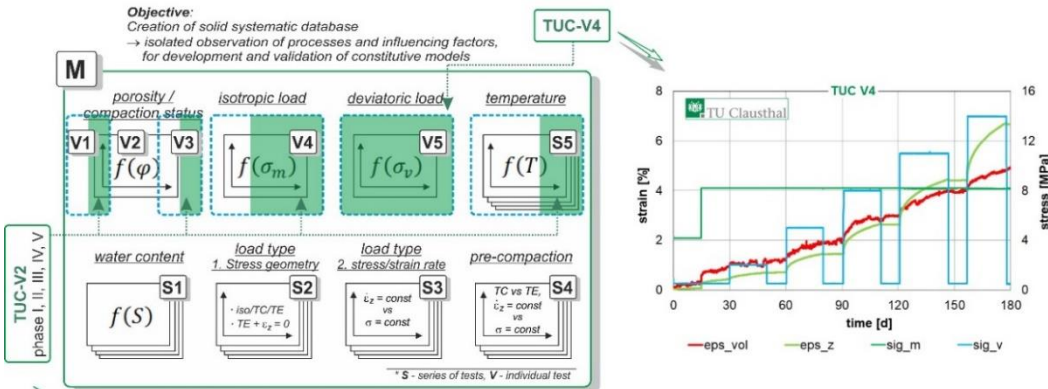 Objective:
Creation of solid systematic database
→ isolated observation of processes and influencing factors,
for development and validation of constitutive models
TUC-V4
M
porosity /
compaction status
isotropic load
deviatoric load
temperature
V1
V2
V3
V4
V5
S5
f(φ)
f(σm)
f(σv)
f(T)
TUC-V2
phase I, II, III, IV, V
water content
load type
1. Stress geometry
load type
2. stress/strain rate
pre-compaction
S1
S2
S3
S4
f(S)
· iso/TC/TE
· TE + εz = 0
ε̇z = const
vs
σ = const
TC vs TE,
ε̇z = const
vs
σ = const
* S - series of tests, V - individual test
TUC V4
TU Clausthal
strain [%]
8
6
4
2
0
stress [MPa]
16
14
12
10
8
6
4
2
0
0 30 60 90 120 150 180
time [d]
eps_vol eps_z sig_m sig_v